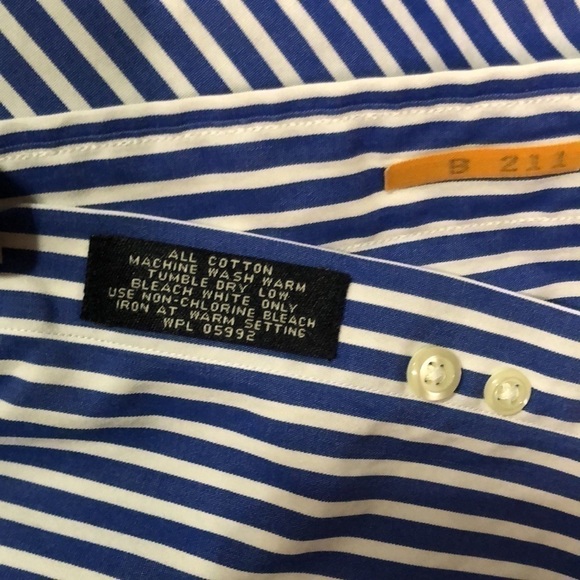 B 211
ALL COTTON
MACHINE WASH WARM
TUMBLE DRY LOW
BLEACH WHITE ONLY
USE NON-CHLORINE BLEACH
IRON AT WARM SETTING
WPL 05992